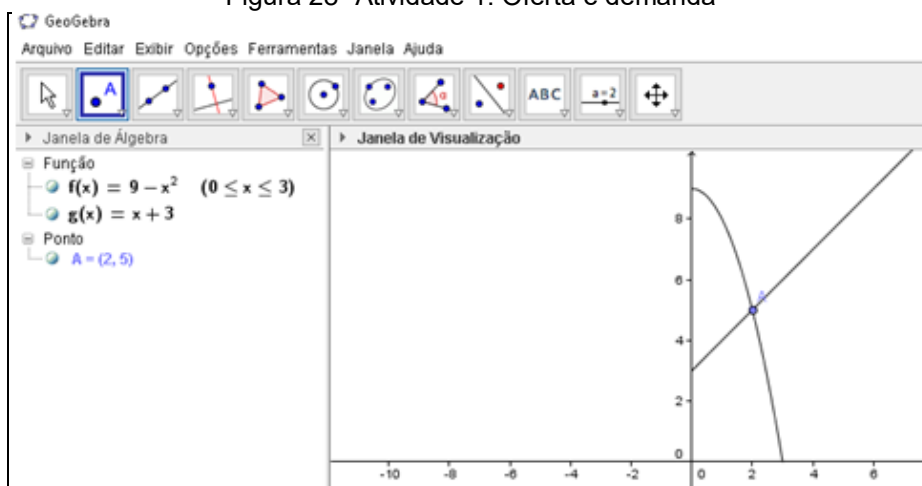 Figura 28- Atividade 1: Oferta e demanda
GeoGebra
Arquivo Editar Exibir Opções Ferramentas Janela Ajuda
A
α
ABC
a=2
Janela de Álgebra
Janela de Visualização
Função
f(x) = 9 – x² (0 ≤ x ≤ 3)
g(x) = x + 3
Ponto
A = (2, 5)
8
6
A
4
2
0
-10 -8 -6 -4 -2 0 2 4 6